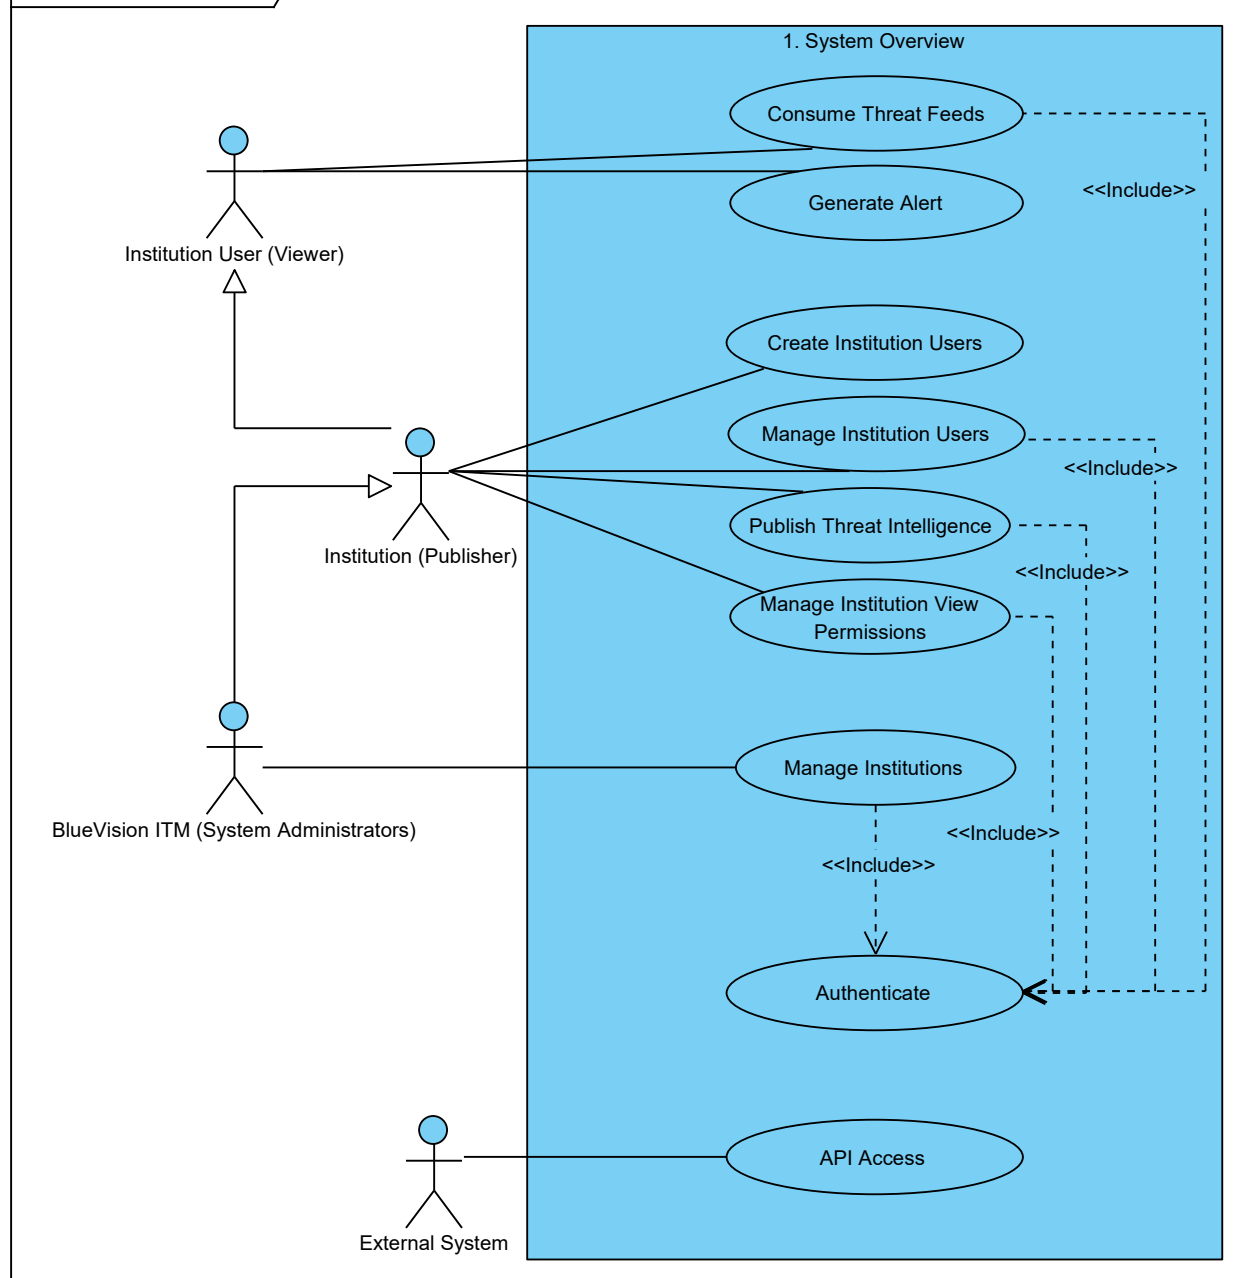 1. System Overview
Consume Threat Feeds
<<Include>>
Generate Alert
Institution User (Viewer)
Create Institution Users
Manage Institution Users
<<Include>>
Publish Threat Intelligence
Institution (Publisher)
<<Include>>
Manage Institution View
Permissions
Manage Institutions
BlueVision ITM (System Administrators)
<<Include>>
<<Include>>
Authenticate
API Access
External System